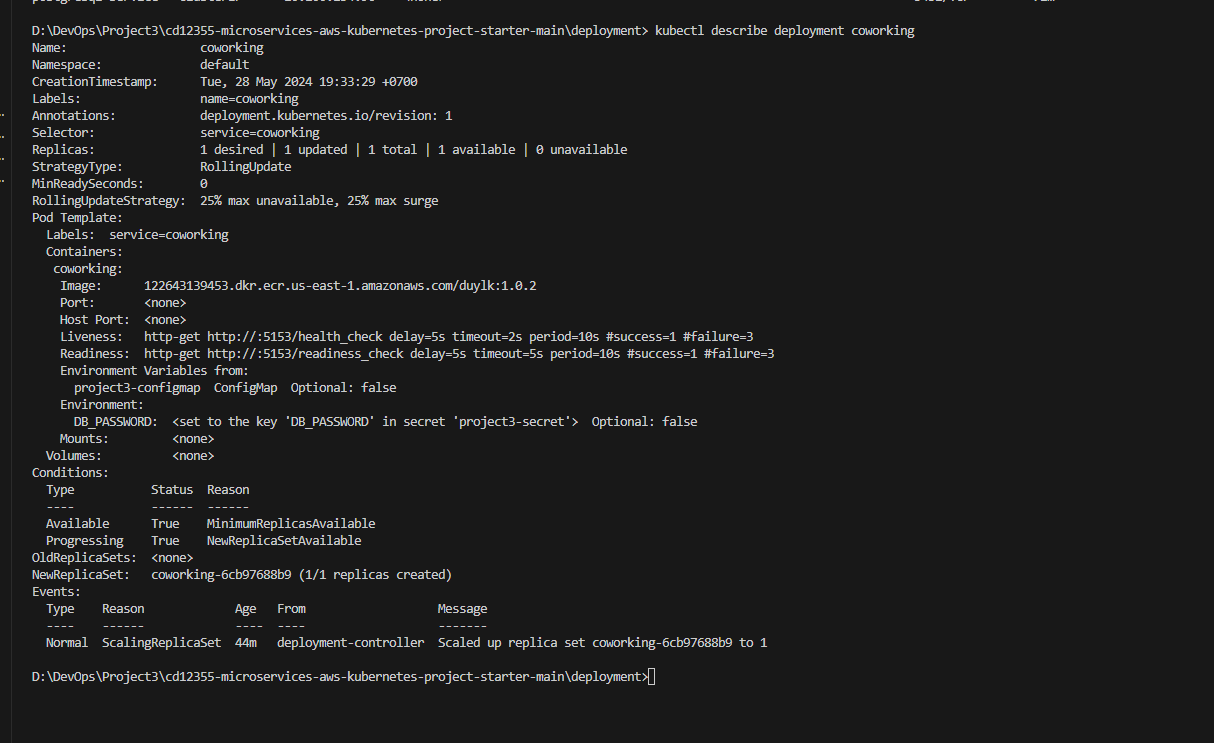 D:\DevOps\Project3\cd12355-microservices-aws-kubernetes-project-starter-main\deployment> kubectl describe deployment coworking
Name:                   coworking
Namespace:              default
CreationTimestamp:      Tue, 28 May 2024 19:33:29 +0700
Labels:                 name=coworking
Annotations:            deployment.kubernetes.io/revision: 1
Selector:               service=coworking
Replicas:               1 desired | 1 updated | 1 total | 1 available | 0 unavailable
StrategyType:           RollingUpdate
MinReadySeconds:        0
RollingUpdateStrategy:  25% max unavailable, 25% max surge
Pod Template:
  Labels:  service=coworking
  Containers:
   coworking:
    Image:      122643139453.dkr.ecr.us-east-1.amazonaws.com/duylk:1.0.2
    Port:       <none>
    Host Port:  <none>
    Liveness:   http-get http://:5153/health_check delay=5s timeout=2s period=10s #success=1 #failure=3
    Readiness:  http-get http://:5153/readiness_check delay=5s timeout=5s period=10s #success=1 #failure=3
    Environment Variables from:
      project3-configmap  ConfigMap  Optional: false
    Environment:
      DB_PASSWORD:  <set to the key 'DB_PASSWORD' in secret 'project3-secret'>  Optional: false
    Mounts:         <none>
  Volumes:          <none>
Conditions:
  Type           Status  Reason
  ----           ------  ------
  Available      True    MinimumReplicasAvailable
  Progressing    True    NewReplicaSetAvailable
OldReplicaSets:  <none>
NewReplicaSet:   coworking-6cb97688b9 (1/1 replicas created)
Events:
  Type    Reason             Age   From                   Message
  ----    ------             ----  ----                   -------
  Normal  ScalingReplicaSet  44m   deployment-controller  Scaled up replica set coworking-6cb97688b9 to 1
D:\DevOps\Project3\cd12355-microservices-aws-kubernetes-project-starter-main\deployment>